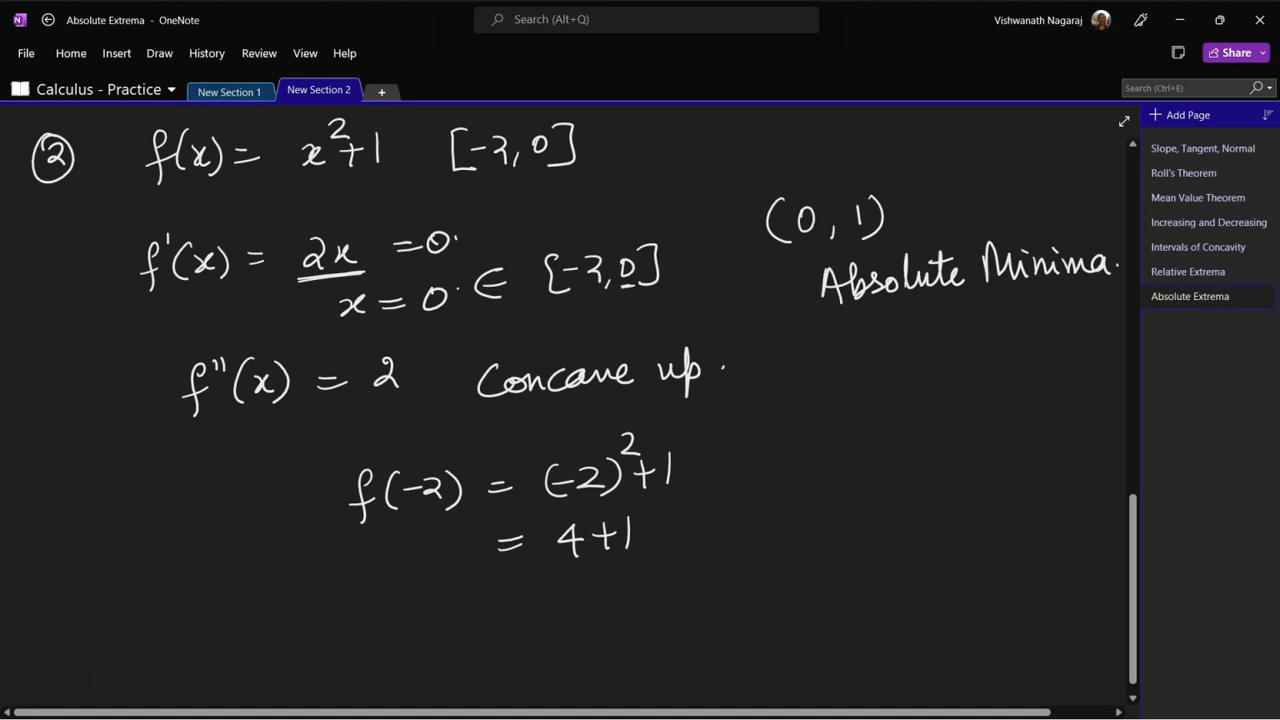 Absolute Extrema - OneNote
Search (Alt+Q)
Vishwanath Nagaraj
File Home Insert Draw History Review View Help
Share
Calculus - Practice
New Section 1
New Section 2
+
Search (Ctrl+E)
+ Add Page
Slope, Tangent, Normal
Roll's Theorem
Mean Value Theorem
Increasing and Decreasing
Intervals of Concavity
Relative Extrema
Absolute Extrema
② f(x) = x²+1 [-2, 0]
f'(x) = 2x = 0.
x = 0. ∈ [-2, 0]
(0, 1)
Absolute Minima.
f''(x) = 2 Concave up.
f(-2) = (-2)²+1
= 4+1